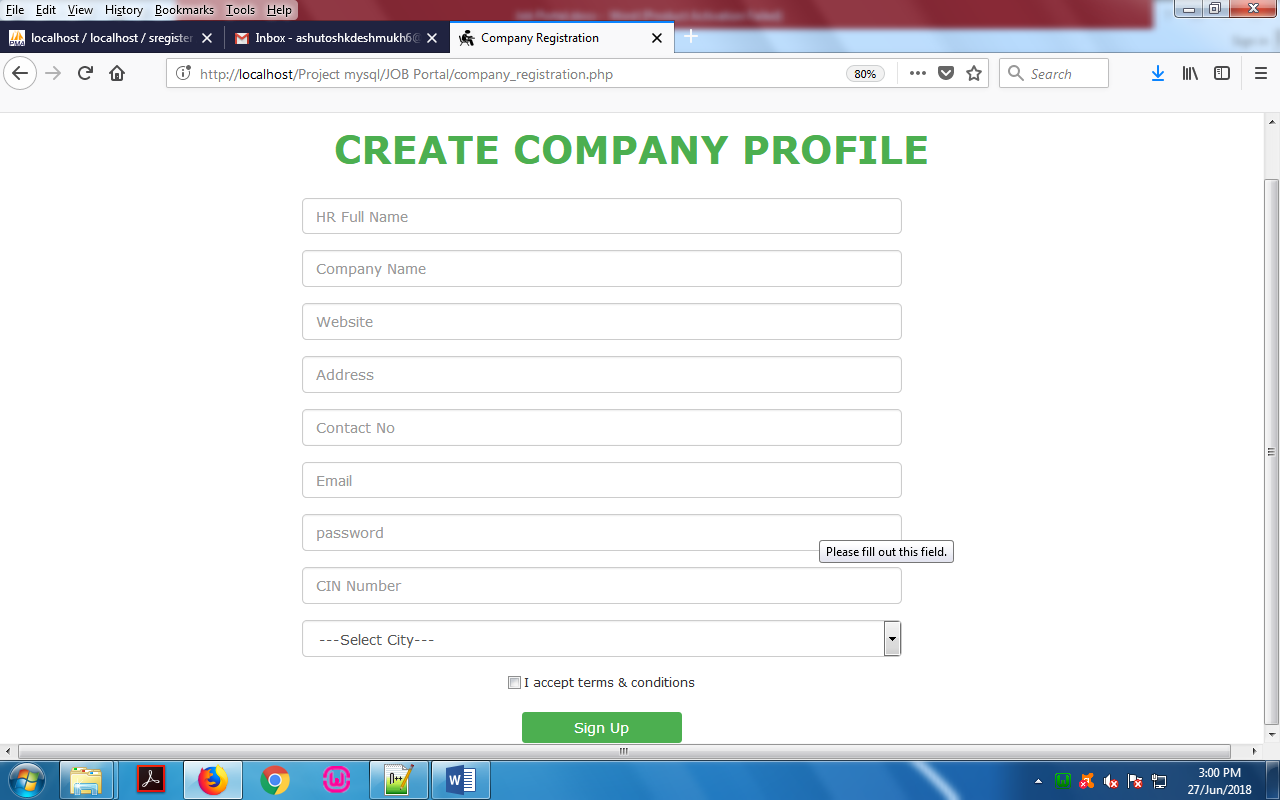 File Edit View History Bookmarks Tools Help
localhost / localhost / sregister
Inbox - ashutoshkdeshmukh6@
Company Registration
http://localhost/Project mysql/JOB Portal/company_registration.php
80%
Search
CREATE COMPANY PROFILE
HR Full Name
Company Name
Website
Address
Contact No
Email
password
Please fill out this field.
CIN Number
---Select City---
I accept terms & conditions
Sign Up
3:00 PM
27/Jun/2018